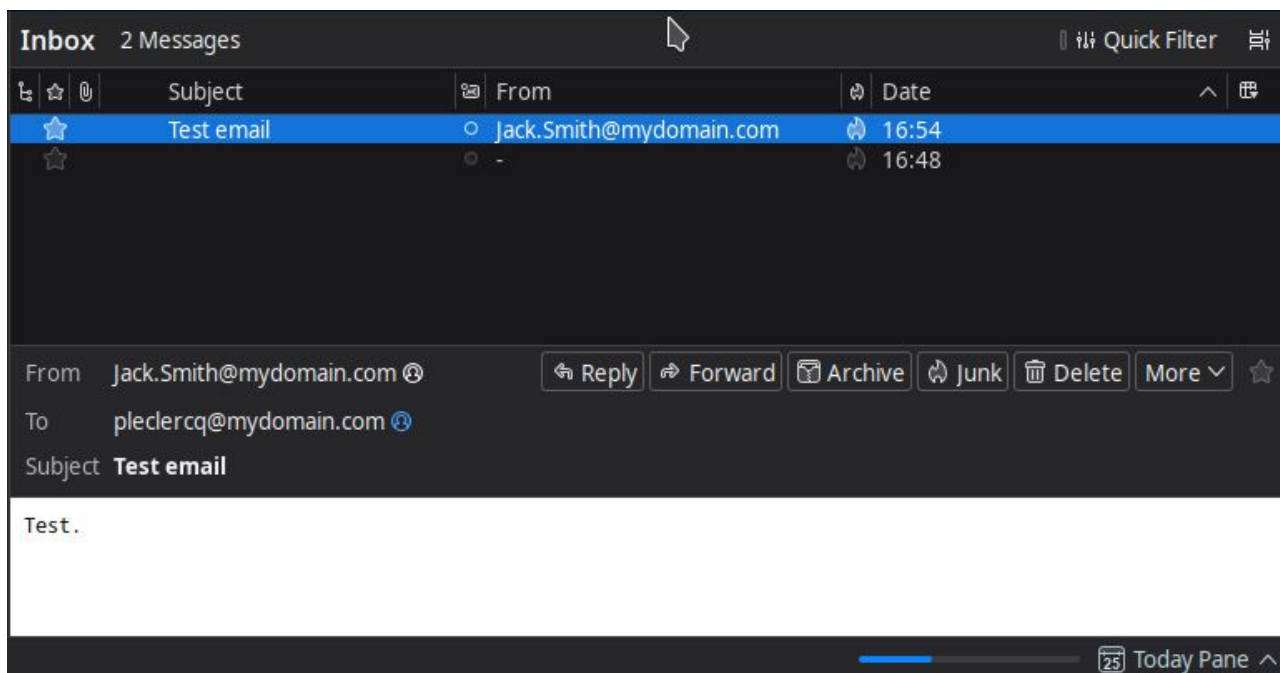 Inbox 2 Messages Quick Filter
Subject From Date
Test email Jack.Smith@mydomain.com 16:54
- 16:48
From Jack.Smith@mydomain.com Reply Forward Archive Junk Delete More
To pleclercq@mydomain.com
Subject Test email
Test.
25 Today Pane